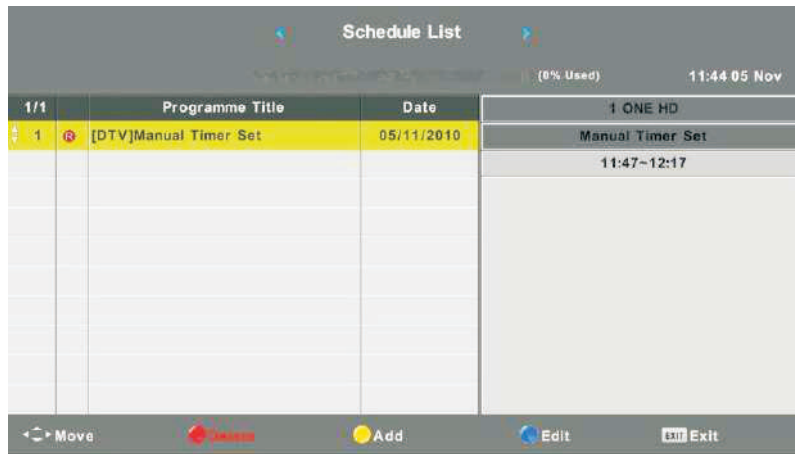 Schedule List
(0% Used) 11:44 05 Nov
1/1 Programme Title Date 1 ONE HD
1 R [DTV]Manual Timer Set 05/11/2010 Manual Timer Set
11:47~12:17
Move Delete Add Edit EXIT Exit